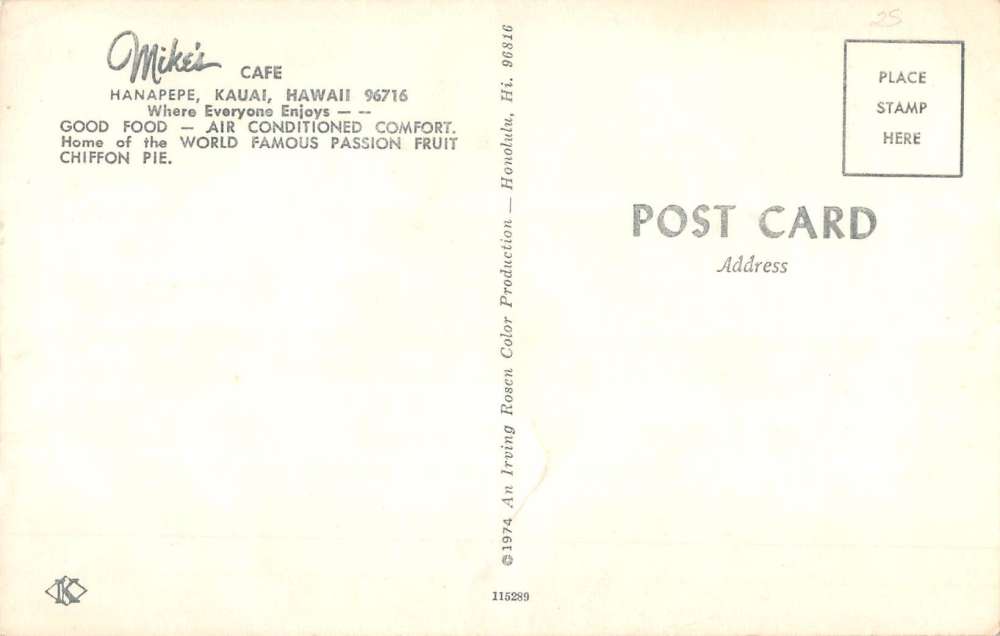 25
Mike's CAFE
HANAPEPE, KAUAI, HAWAII 96716
Where Everyone Enjoys — --
GOOD FOOD — AIR CONDITIONED COMFORT.
Home of the WORLD FAMOUS PASSION FRUIT
CHIFFON PIE.
©1974 An Irving Rosen Color Production — Honolulu, Hi. 96816
PLACE
STAMP
HERE
POST CARD
Address
K
115289